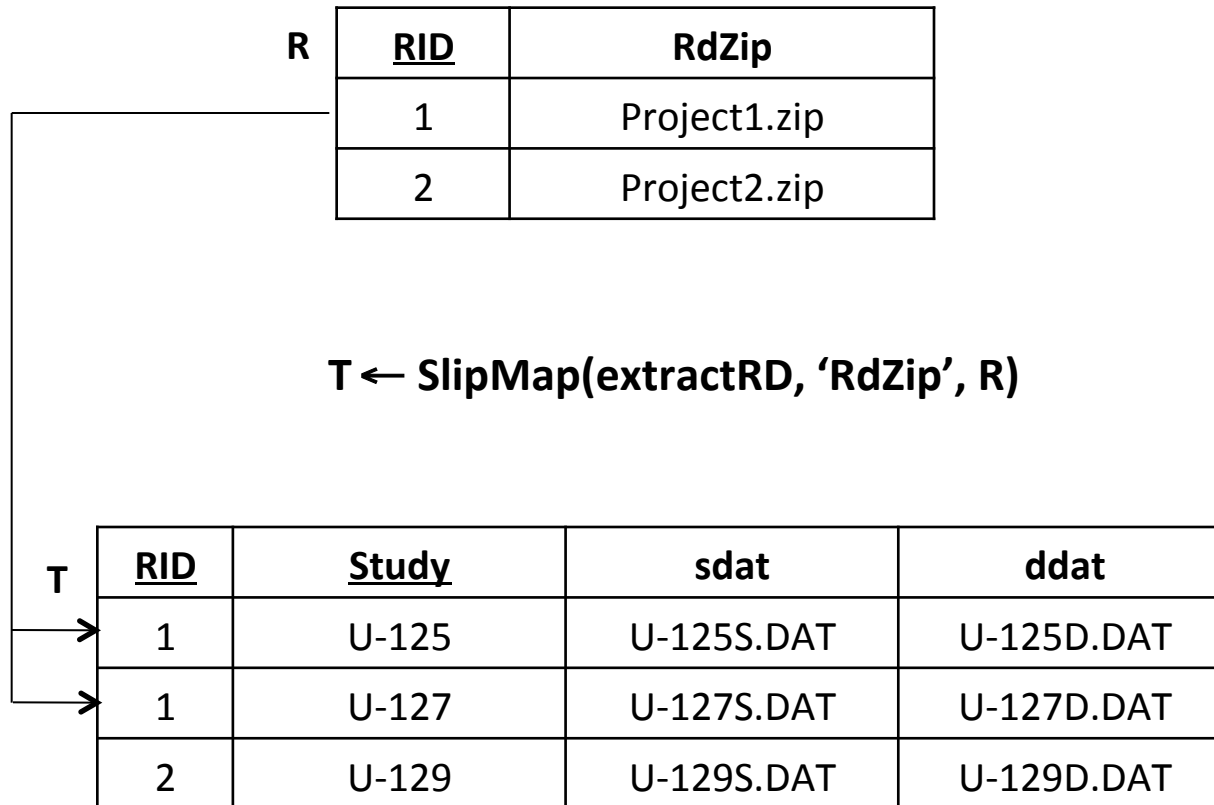 R RID RdZip
1 Project1.zip
2 Project2.zip
T ← SlipMap(extractRD, ‘RdZip’, R)
T RID Study sdat ddat
1 U-125 U-125S.DAT U-125D.DAT
1 U-127 U-127S.DAT U-127D.DAT
2 U-129 U-129S.DAT U-129D.DAT